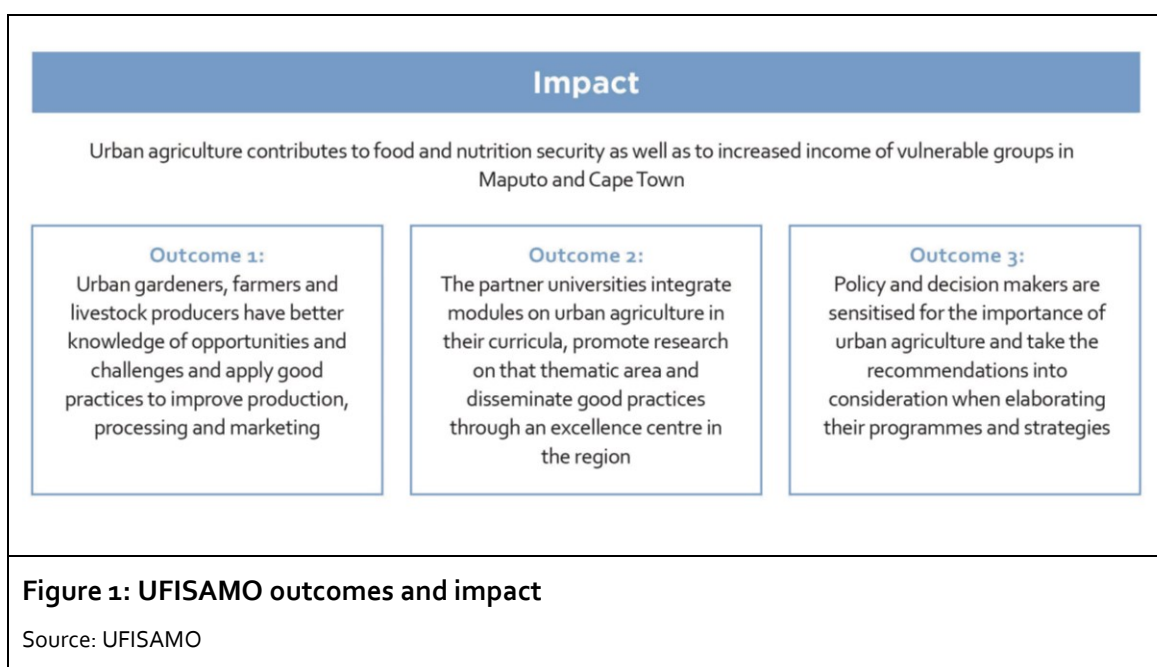 Impact
Urban agriculture contributes to food and nutrition security as well as to increased income of vulnerable groups in
Maputo and Cape Town
Outcome 1:
Urban gardeners, farmers and
livestock producers have better
knowledge of opportunities and
challenges and apply good
practices to improve production,
processing and marketing
Outcome 2:
The partner universities integrate
modules on urban agriculture in
their curricula, promote research
on that thematic area and
disseminate good practices
through an excellence centre in
the region
Outcome 3:
Policy and decision makers are
sensitised for the importance of
urban agriculture and take the
recommendations into
consideration when elaborating
their programmes and strategies
Figure 1: UFISAMO outcomes and impact
Source: UFISAMO